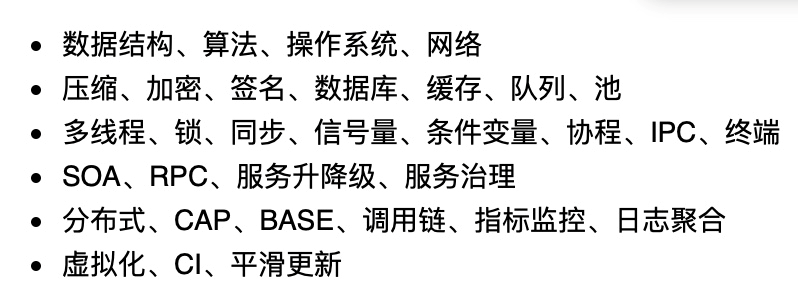 • 数据结构、算法、操作系统、网络
• 压缩、加密、签名、数据库、缓存、队列、池
• 多线程、锁、同步、信号量、条件变量、协程、IPC、终端
• SOA、RPC、服务升降级、服务治理
• 分布式、CAP、BASE、调用链、指标监控、日志聚合
• 虚拟化、CI、平滑更新